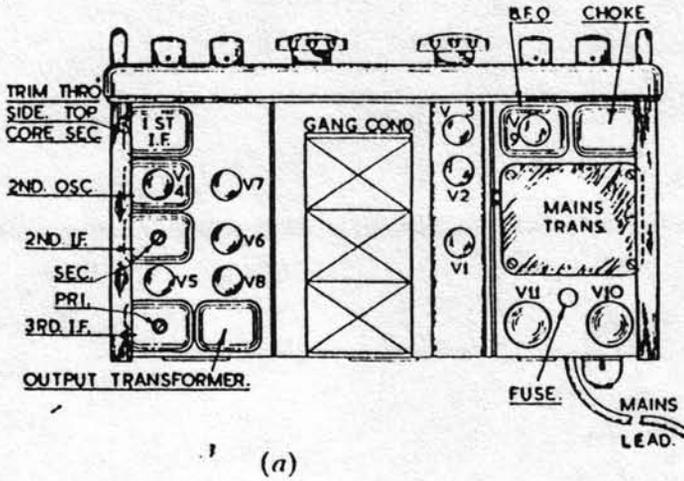 B.F.O
CHOKE
TRIM THRO'
SIDE. TOP
CORE SEC.
1 ST
I.F.
GANG COND
V3
V9
2ND. OSC
V4
V7
V2
MAINS
TRANS.
2ND. I.F.
V6
V1
SEC.
V5
V8
PRI.
V11
V10
3RD. I.F.
OUTPUT TRANSFORMER.
FUSE.
MAINS
LEAD.
(a)